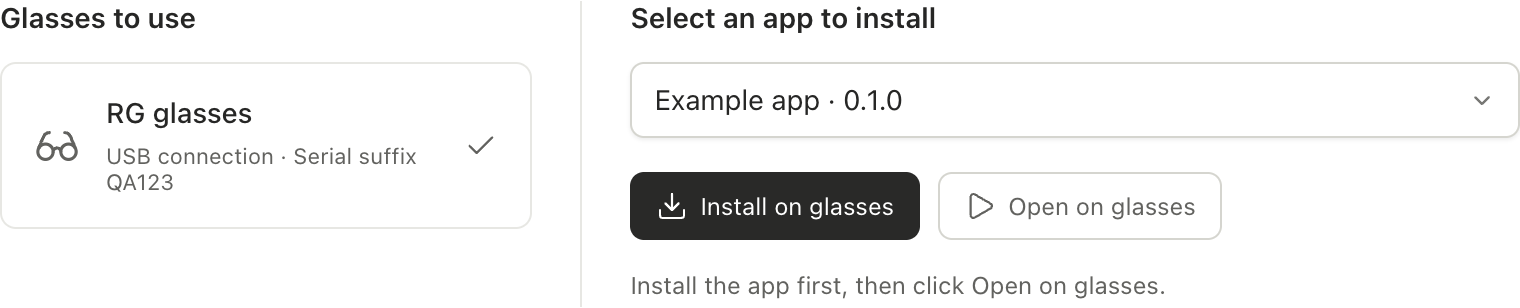 Glasses to use
RG glasses
USB connection · Serial suffix
QA123
Select an app to install
Example app · 0.1.0
Install on glasses
Open on glasses
Install the app first, then click Open on glasses.